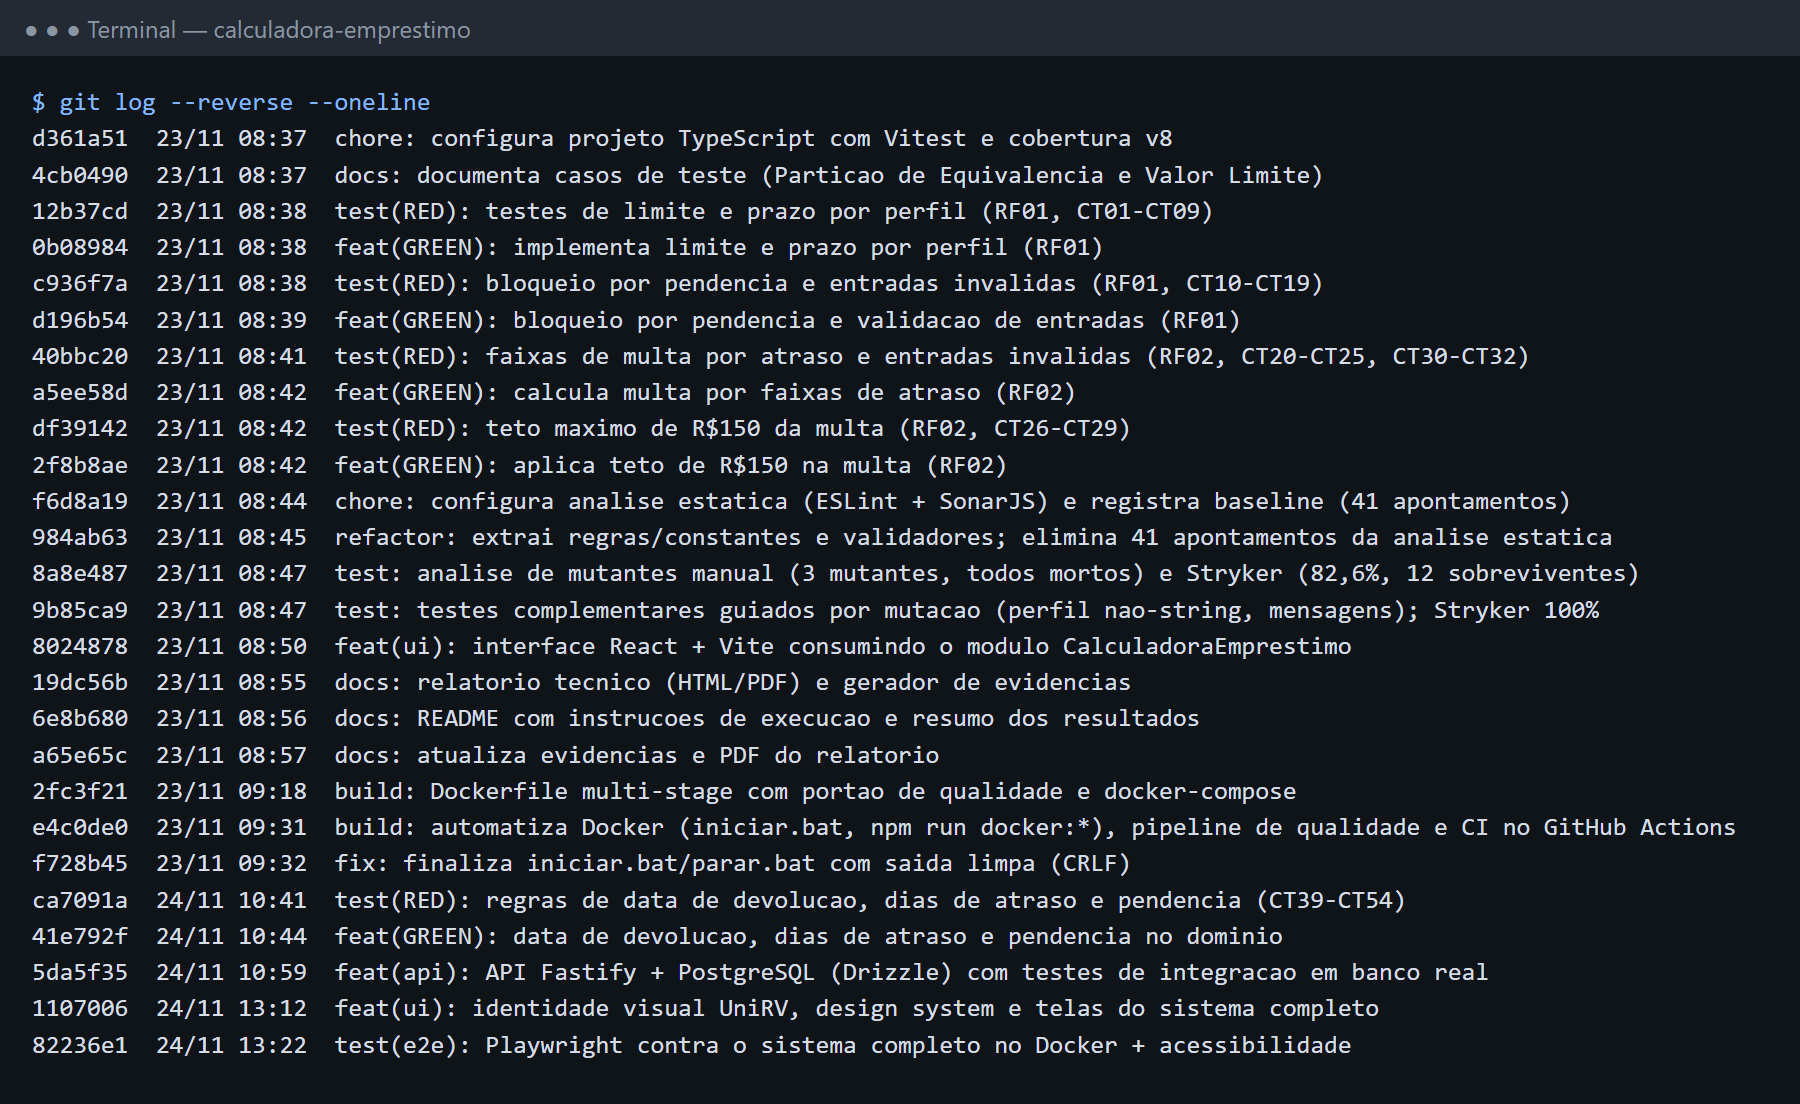 ● ● ● Terminal — calculadora-emprestimo
$ git log --reverse --oneline
d361a51  23/11 08:37  chore: configura projeto TypeScript com Vitest e cobertura v8
4cb0490  23/11 08:37  docs: documenta casos de teste (Particao de Equivalencia e Valor Limite)
12b37cd  23/11 08:38  test(RED): testes de limite e prazo por perfil (RF01, CT01-CT09)
0b08984  23/11 08:38  feat(GREEN): implementa limite e prazo por perfil (RF01)
c936f7a  23/11 08:38  test(RED): bloqueio por pendencia e entradas invalidas (RF01, CT10-CT19)
d196b54  23/11 08:39  feat(GREEN): bloqueio por pendencia e validacao de entradas (RF01)
40bbc20  23/11 08:41  test(RED): faixas de multa por atraso e entradas invalidas (RF02, CT20-CT25, CT30-CT32)
a5ee58d  23/11 08:42  feat(GREEN): calcula multa por faixas de atraso (RF02)
df39142  23/11 08:42  test(RED): teto maximo de R$150 da multa (RF02, CT26-CT29)
2f8b8ae  23/11 08:42  feat(GREEN): aplica teto de R$150 na multa (RF02)
f6d8a19  23/11 08:44  chore: configura analise estatica (ESLint + SonarJS) e registra baseline (41 apontamentos)
984ab63  23/11 08:45  refactor: extrai regras/constantes e validadores; elimina 41 apontamentos da analise estatica
8a8e487  23/11 08:47  test: analise de mutantes manual (3 mutantes, todos mortos) e Stryker (82,6%, 12 sobreviventes)
9b85ca9  23/11 08:47  test: testes complementares guiados por mutacao (perfil nao-string, mensagens); Stryker 100%
8024878  23/11 08:50  feat(ui): interface React + Vite consumindo o modulo CalculadoraEmprestimo
19dc56b  23/11 08:55  docs: relatorio tecnico (HTML/PDF) e gerador de evidencias
6e8b680  23/11 08:56  docs: README com instrucoes de execucao e resumo dos resultados
a65e65c  23/11 08:57  docs: atualiza evidencias e PDF do relatorio
2fc3f21  23/11 09:18  build: Dockerfile multi-stage com portao de qualidade e docker-compose
e4c0de0  23/11 09:31  build: automatiza Docker (iniciar.bat, npm run docker:*), pipeline de qualidade e CI no GitHub Actions
f728b45  23/11 09:32  fix: finaliza iniciar.bat/parar.bat com saida limpa (CRLF)
ca7091a  24/11 10:41  test(RED): regras de data de devolucao, dias de atraso e pendencia (CT39-CT54)
41e792f  24/11 10:44  feat(GREEN): data de devolucao, dias de atraso e pendencia no dominio
5da5f35  24/11 10:59  feat(api): API Fastify + PostgreSQL (Drizzle) com testes de integracao em banco real
1107006  24/11 13:12  feat(ui): identidade visual UniRV, design system e telas do sistema completo
82236e1  24/11 13:22  test(e2e): Playwright contra o sistema completo no Docker + acessibilidade